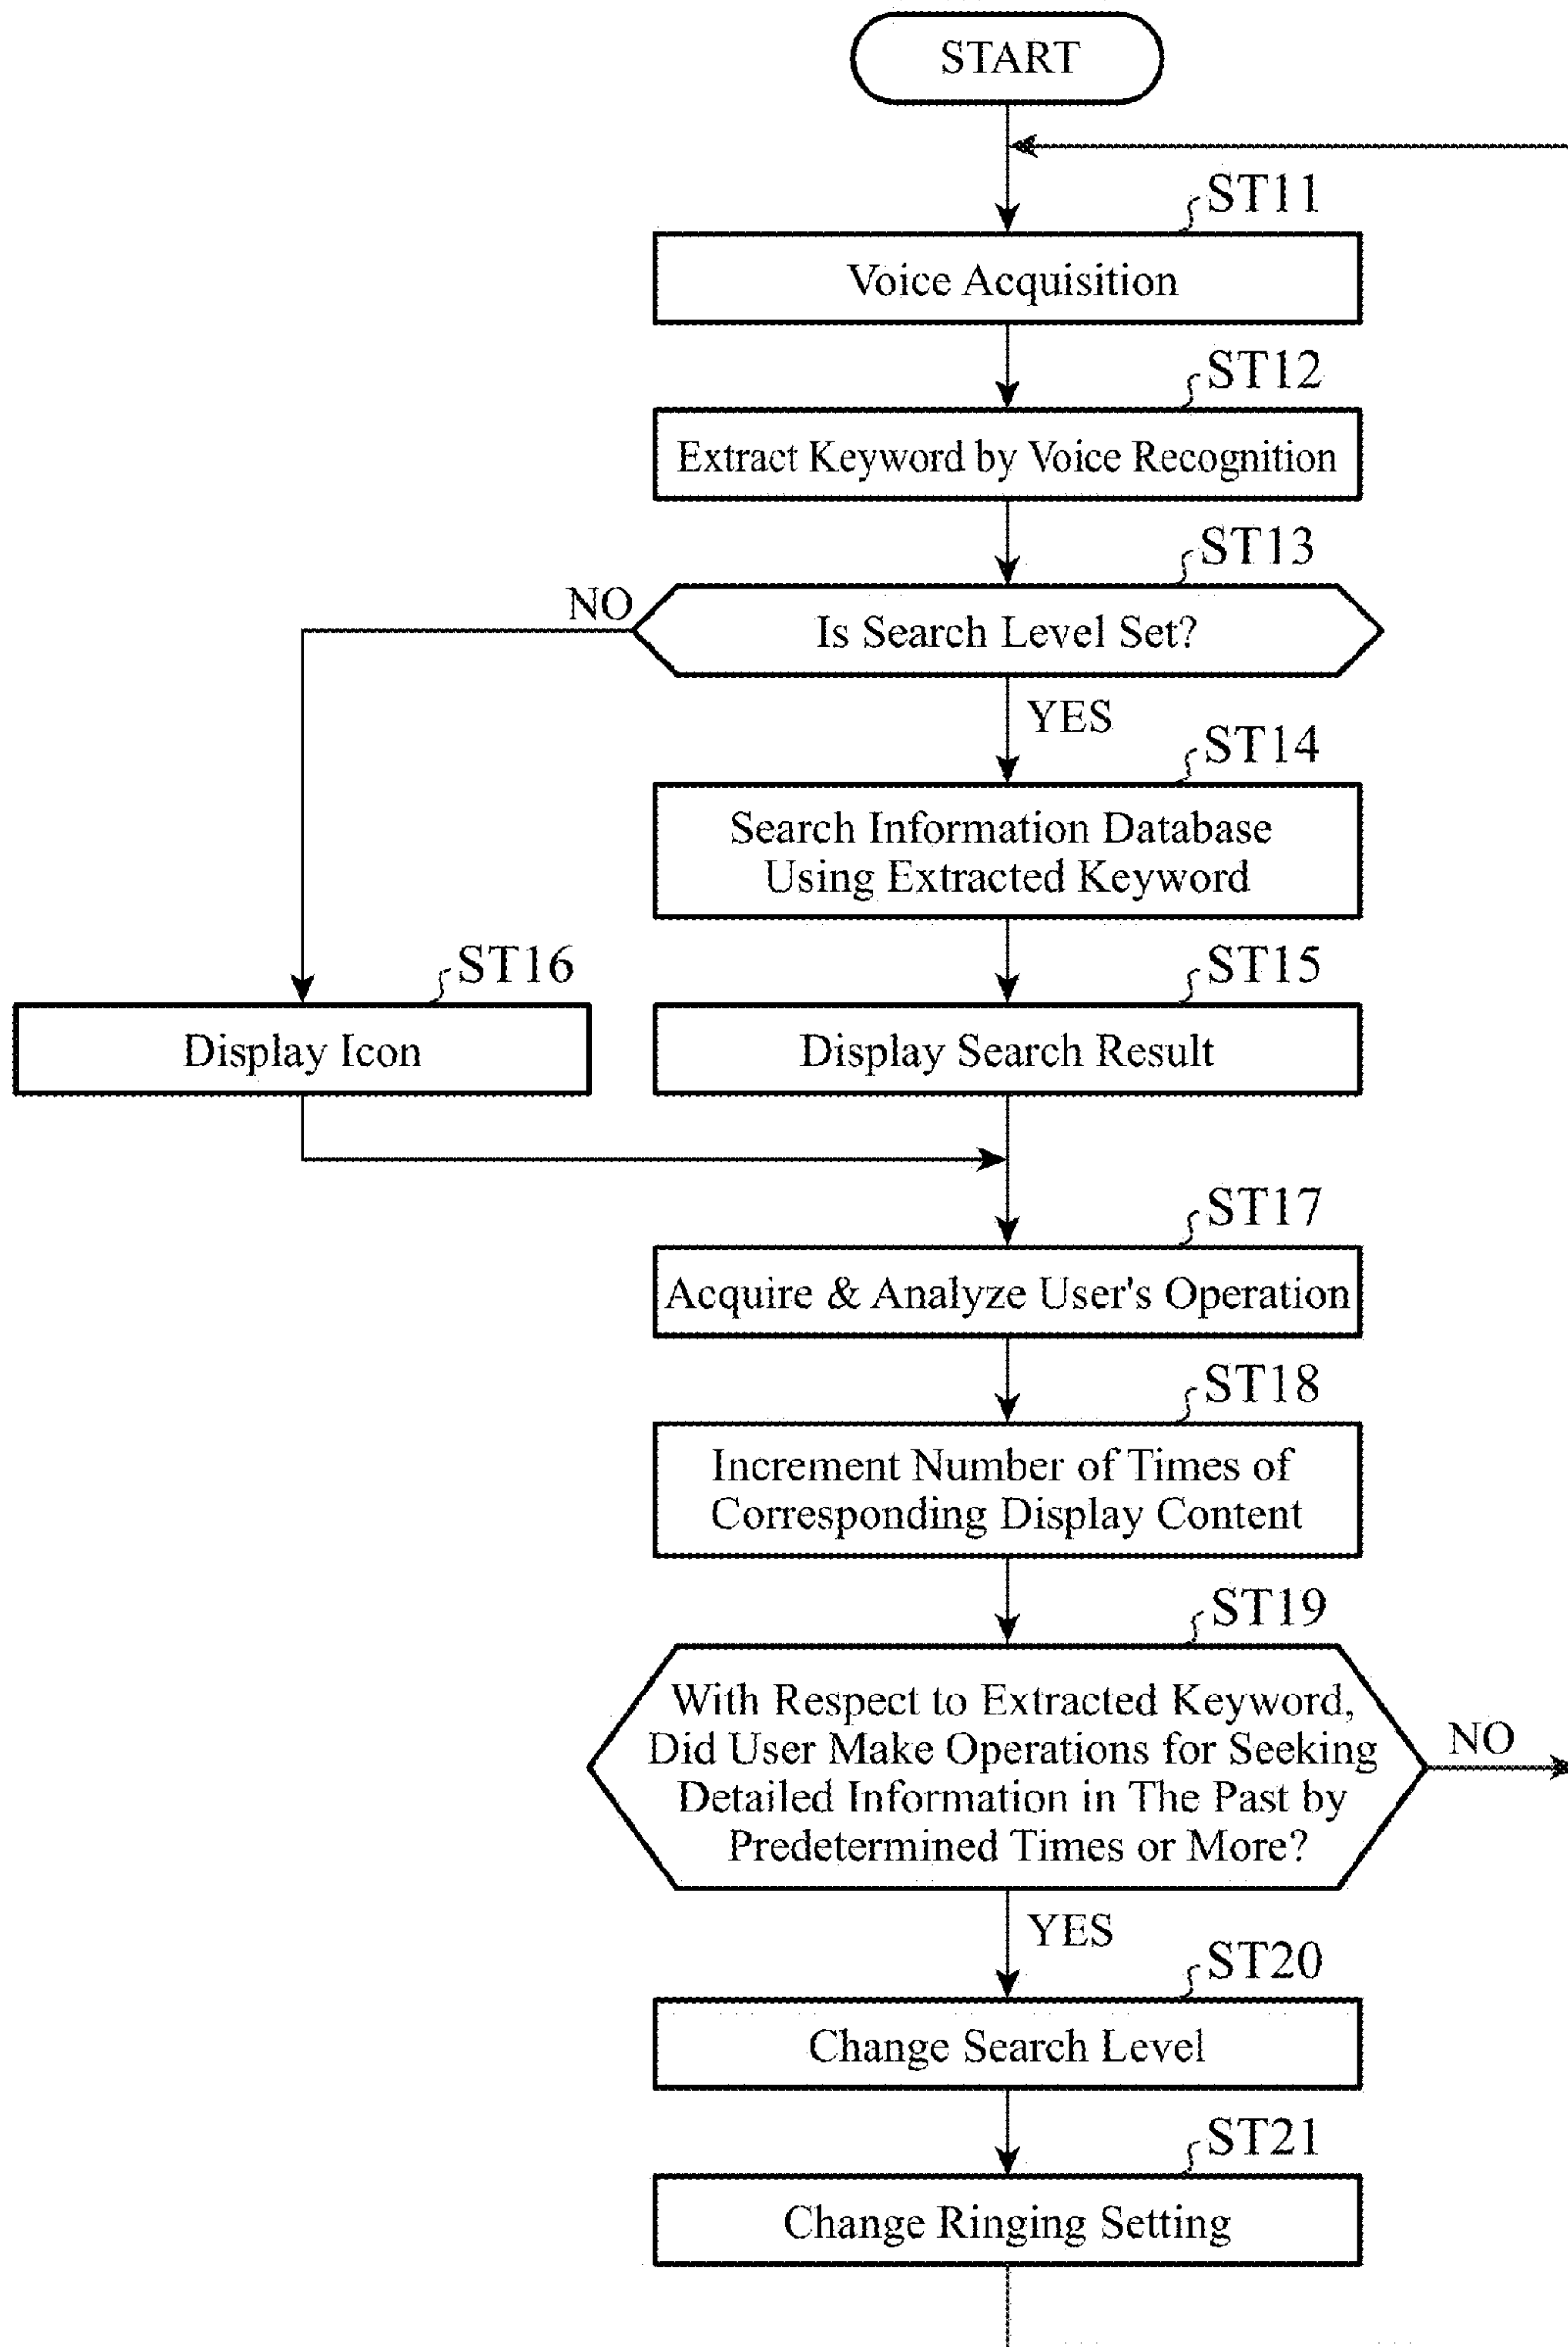 START
ST11
Voice Acquisition
ST12
Extract Keyword by Voice Recognition
ST13
NO
Is Search Level Set?
YES
ST14
Search Information Database
Using Extracted Keyword
ST16
ST15
Display Icon
Display Search Result
ST17
Acquire & Analyze User's Operation
ST18
Increment Number of Times of
Corresponding Display Content
ST19
With Respect to Extracted Keyword,
Did User Make Operations for Seeking
Detailed Information in The Past by
Predetermined Times or More?
NO
YES
ST20
Change Search Level
ST21
Change Ringing Setting